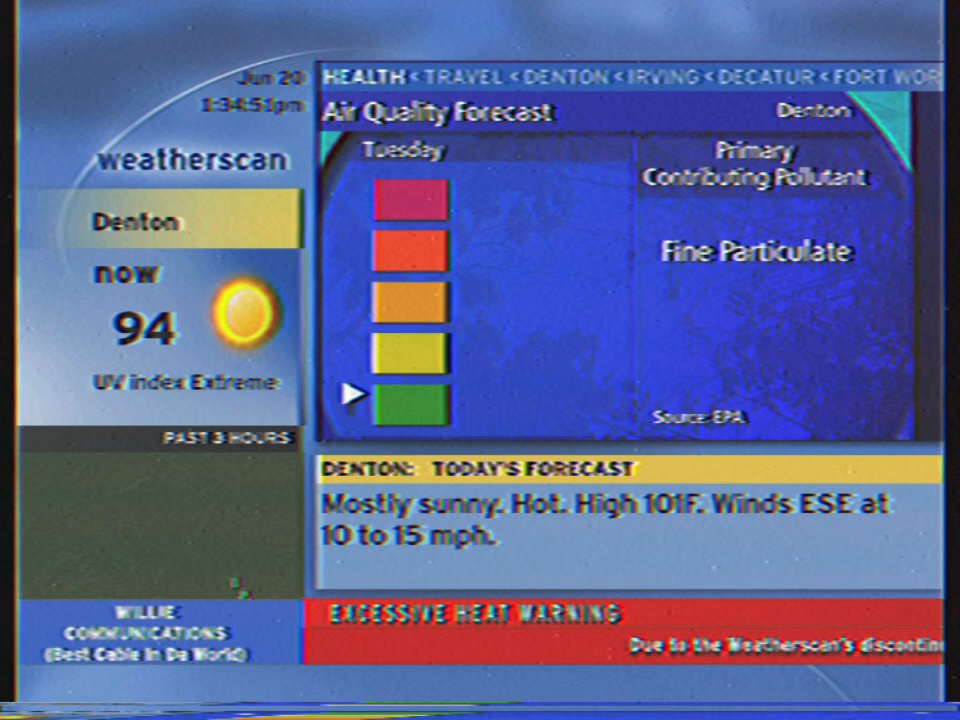 Jun 20
1:34:51pm
HEALTH < TRAVEL < DENTON < IRVING < DECATUR < FORT WOR
Air Quality Forecast
Denton
weatherscan
Tuesday
Primary
Contributing Pollutant
Denton
Fine Particulate
now
94
UV index Extreme
Source: EPA
PAST 3 HOURS
DENTON: TODAY'S FORECAST
Mostly sunny. Hot. High 101F. Winds ESE at
10 to 15 mph.
WILLIE
COMMUNICATIONS
(Best Cable In Da World)
EXCESSIVE HEAT WARNING
Due to the Weatherscan's discontin